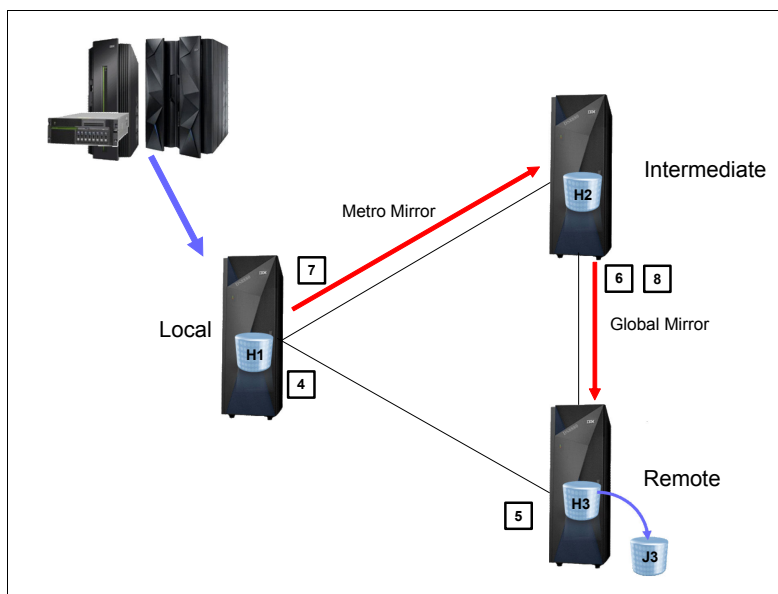 H2
Intermediate
Metro Mirror
7
6 8
Global Mirror
Local
H1
4
Remote
H3
5
J3